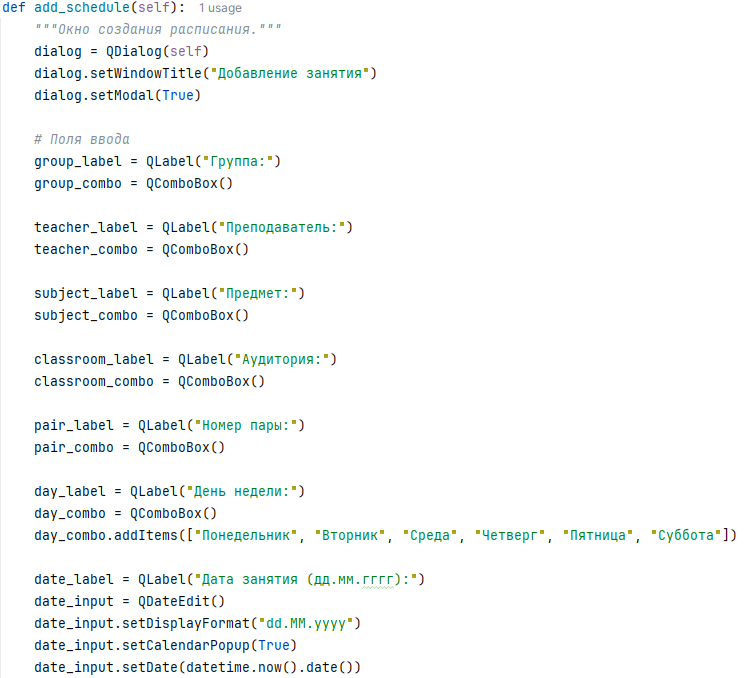 def add_schedule(self): 1 usage
"""Окно создания расписания."""
dialog = QDialog(self)
dialog.setWindowTitle("Добавление занятия")
dialog.setModal(True)
# Поля ввода
group_label = QLabel("Группа:")
group_combo = QComboBox()
teacher_label = QLabel("Преподаватель:")
teacher_combo = QComboBox()
subject_label = QLabel("Предмет:")
subject_combo = QComboBox()
classroom_label = QLabel("Аудитория:")
classroom_combo = QComboBox()
pair_label = QLabel("Номер пары:")
pair_combo = QComboBox()
day_label = QLabel("День недели:")
day_combo = QComboBox()
day_combo.addItems(["Понедельник", "Вторник", "Среда", "Четверг", "Пятница", "Суббота"])
date_label = QLabel("Дата занятия (дд.мм.гггг):")
date_input = QDateEdit()
date_input.setDisplayFormat("dd.MM.yyyy")
date_input.setCalendarPopup(True)
date_input.setDate(datetime.now().date())